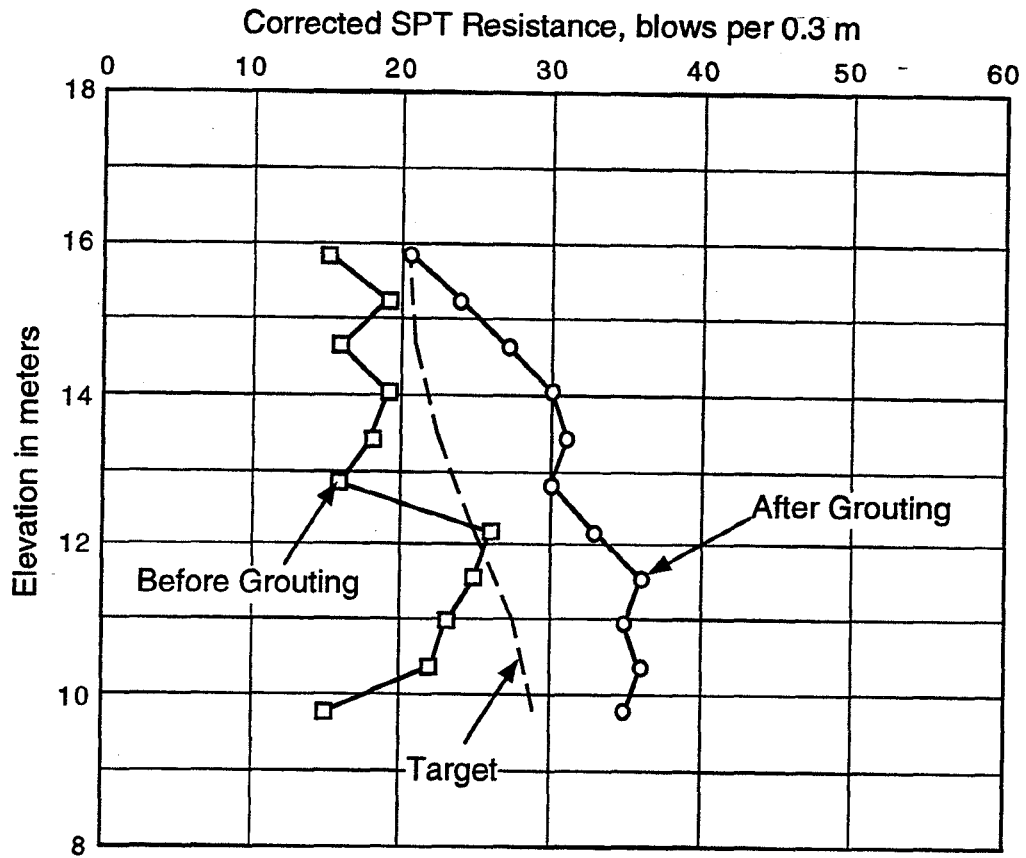 Corrected SPT Resistance, blows per 0.3 m
0 10 20 30 40 50 60
18
16
14
12
10
8
Elevation in meters
After Grouting
Before Grouting
Target